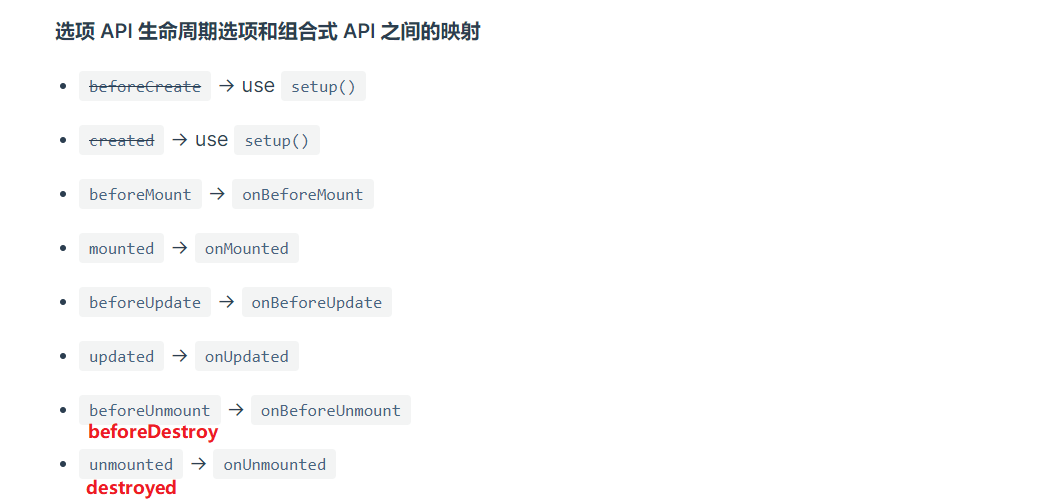 选项 API 生命周期选项和组合式 API 之间的映射
beforeCreate → use setup()
created → use setup()
beforeMount → onBeforeMount
mounted → onMounted
beforeUpdate → onBeforeUpdate
updated → onUpdated
beforeUnmount → onBeforeUnmount
beforeDestroy
unmounted → onUnmounted
destroyed